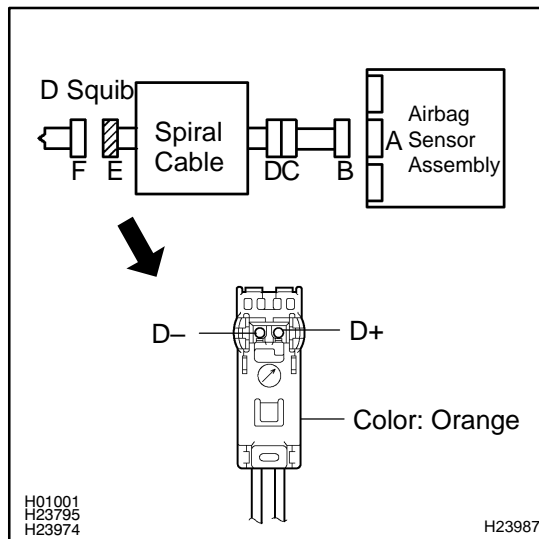 D Squib
Spiral
Cable
Airbag
Sensor
Assembly
A
F
E
DC
B
D–
D+
Color: Orange
H01001
H23795
H23974
H23987